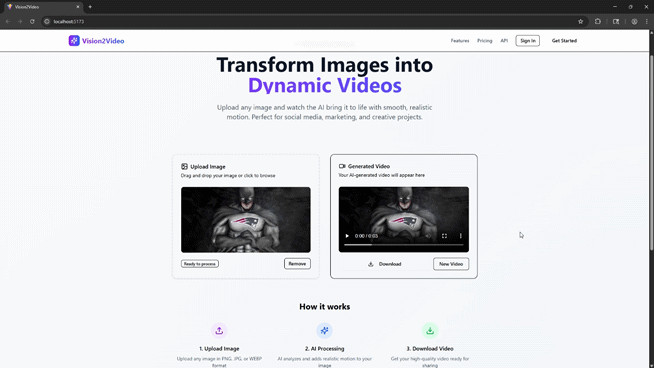 Vision2Video
localhost:5173
Vision2Video
Features
Pricing
API
Sign In
Get Started
Transform Images into
Dynamic Videos
Upload any image and watch the AI bring it to life with smooth, realistic
motion. Perfect for social media, marketing, and creative projects.
Upload Image
Drag and drop your image or click to browse
Ready to process
Remove
Generated Video
Your AI-generated video will appear here
Download
New Video
How it works
1. Upload Image
Upload any image in PNG, JPG, or WEBP
format
2. AI Processing
AI analyzes and adds realistic motion to your
image
3. Download Video
Get your high-quality video ready for
sharing